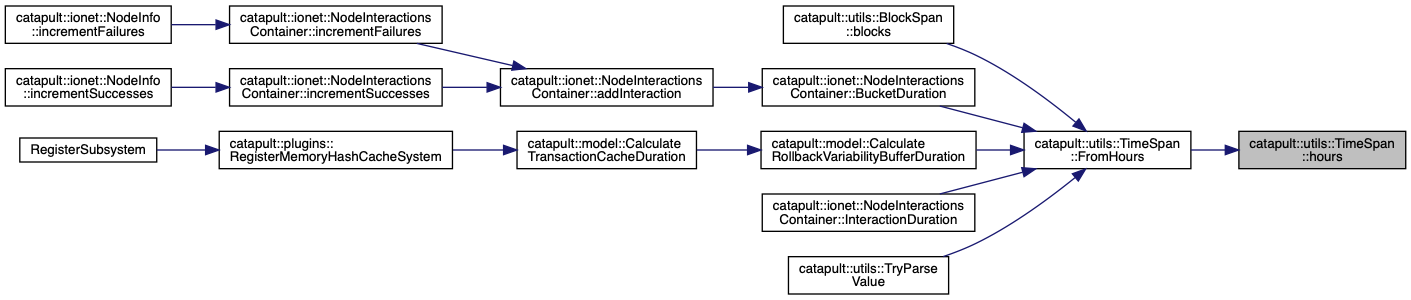 catapult::ionet::NodeInfo
::incrementFailures
catapult::ionet::NodeInteractions
Container::incrementFailures
catapult::utils::BlockSpan
::blocks
catapult::ionet::NodeInfo
::incrementSuccesses
catapult::ionet::NodeInteractions
Container::incrementSuccesses
catapult::ionet::NodeInteractions
Container::addInteraction
catapult::ionet::NodeInteractions
Container::BucketDuration
RegisterSubsystem
catapult::plugins::
RegisterMemoryHashCacheSystem
catapult::model::Calculate
TransactionCacheDuration
catapult::model::Calculate
RollbackVariabilityBufferDuration
catapult::utils::TimeSpan
::FromHours
catapult::utils::TimeSpan
::hours
catapult::ionet::NodeInteractions
Container::InteractionDuration
catapult::utils::TryParse
Value